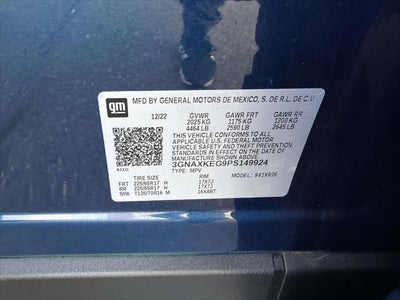 gm
MFD BY GENERAL MOTORS DE MEXICO, S. DE R.L. DE C.V
12/22 GVWR GAWR FRT GAWR RR
2025 KG 1175 KG 1200 KG
4464 LB 2590 LB 2645 LB
THIS VEHICLE CONFORMS TO ALL
APPLICABLE U.S. FEDERAL MOTOR
VEHICLE SAFETY AND THEFT
PREVENTION STANDARDS IN EFFECT
ON THE DATE OF MANUFACTURE
SHOWN ABOVE.
3GNAXKEG9PS149924
TYPE: MPV MODEL: 941XR26
RIM
FRT 225/65R17 H 17X7J
RR 225/65R17 H 17X7J
SPA T135/70R16 M 16X4BT